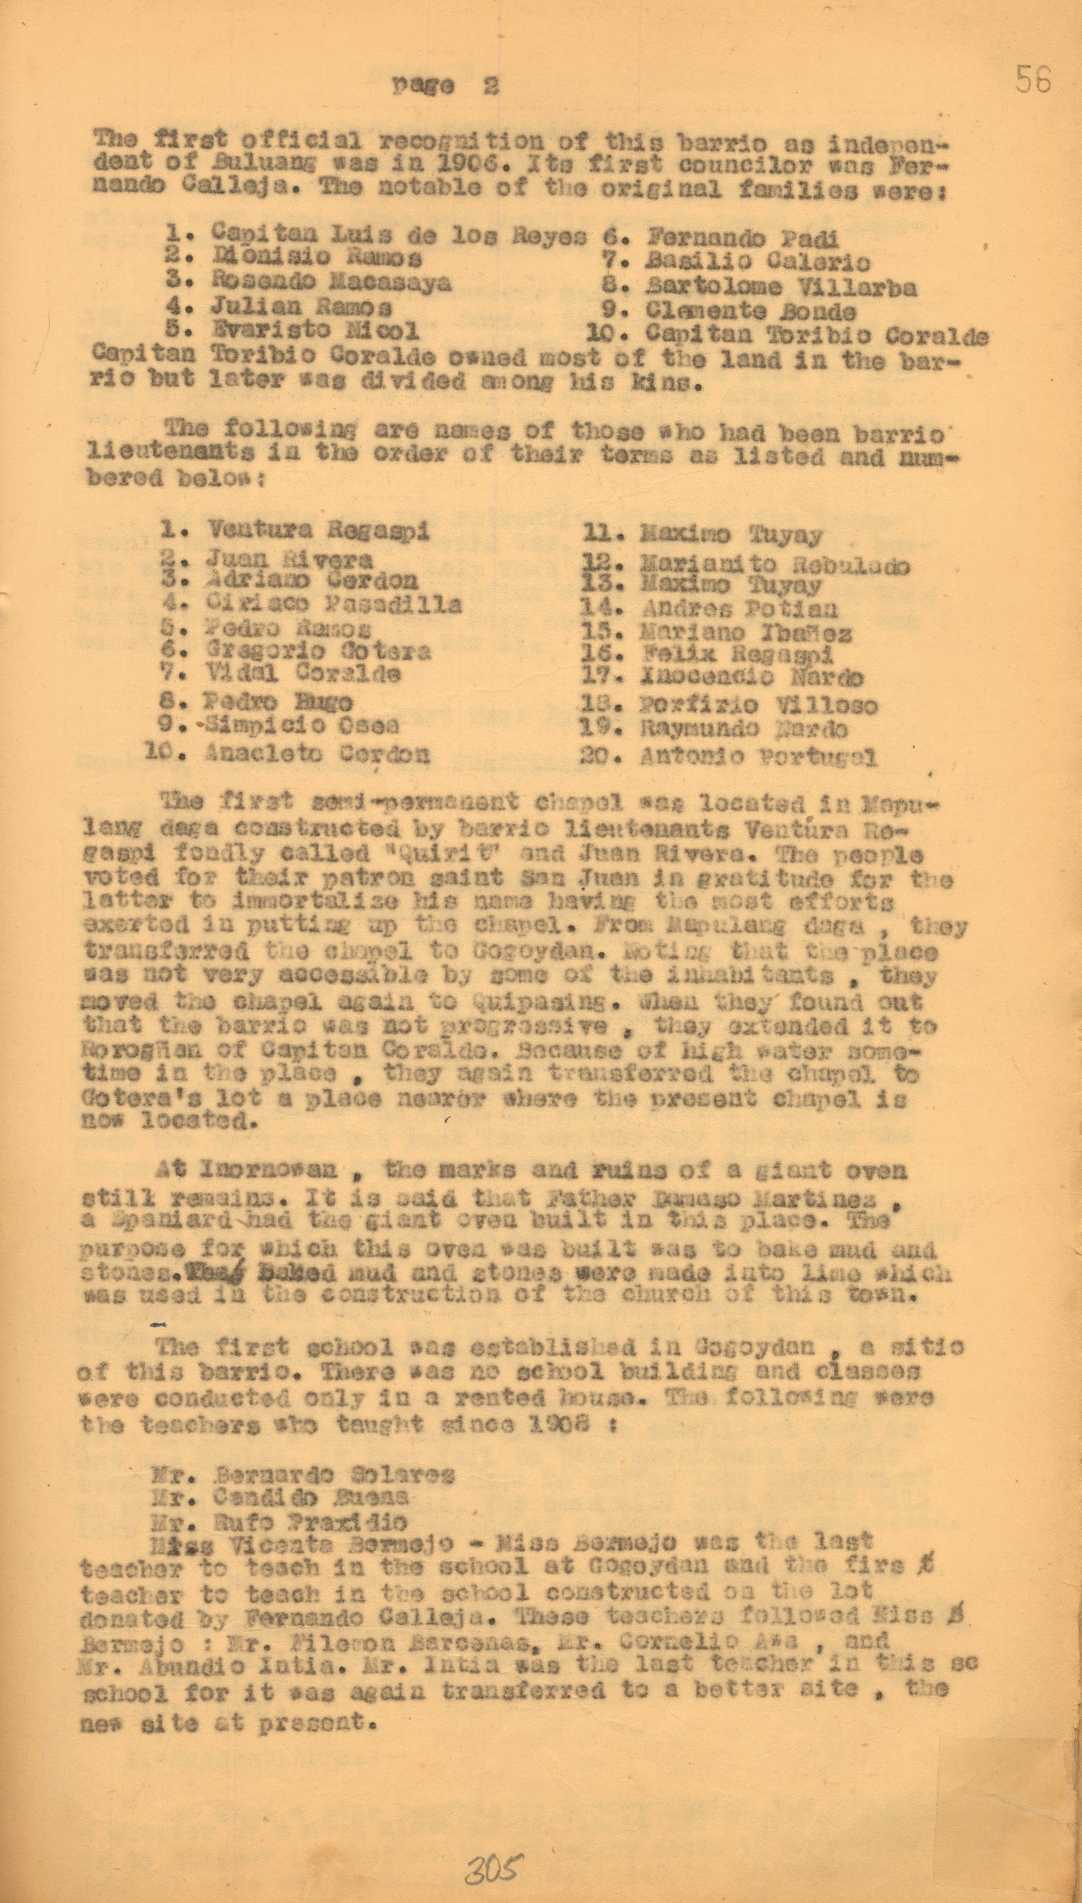 56
page 2
The first official recognition of this barrio as indepen-
dent of Buluang was in 1906. Its first councilor was Fer-
nando Calleja. The notable of the original families were:
1. Capitan Luis de los Reyes 6. Fernando Padi
2. Dionisio Ramos 7. Basilio Calerio
3. Rosendo Macasaya 8. Bartolome Villarba
4. Julian Ramos 9. Clemente Bonde
5. Evaristo Nicol 10. Capitan Toribio Coralde
Capitan Toribio Coralde owned most of the land in the bar-
rio but later was divided among his kins.
The following are names of those who had been barrio
lieutenants in the order of their terms as listed and num-
bered below:
1. Ventura Regaspi 11. Maximo Tuyay
2. Juan Rivera 12. Marianito Rebulado
3. Adriano Cerdon 13. Maximo Tuyay
4. Ciriaco Pasadilla 14. Andres Potian
5. Pedro Ramos 15. Mariano Ibañez
6. Gregorio Gotera 16. Felix Regaspi
7. Vidal Coralde 17. Inocencio Nardo
8. Pedro Hugo 18. Porfirio Villoso
9. Simpicio Osea 19. Raymundo Nardo
10. Anacleto Cerdon 20. Antonio Portugal
The first semi-permanent chapel was located in Mapu-
lang daga constructed by barrio lieutenants Ventura Re-
gaspi fondly called "Quirit" and Juan Rivera. The people
voted for their patron saint San Juan in gratitude for the
latter to immortalize his name having the most efforts
exerted in putting up the chapel. From Mapulang daga , they
transferred the chapel to Gogoydan. Noting that the place
was not very accessible by some of the inhabitants , they
moved the chapel again to Quipasing. When they found out
that the barrio was not progressive , they extended it to
Rorogñan of Capitan Coralde. Because of high water some-
time in the place , they again transferred the chapel to
Gotera's lot a place nearer where the present chapel is
now located.
At Inornowan , the marks and ruins of a giant oven
still remains. It is said that Father Damaso Martinez ,
a Spaniard had the giant oven built in this place. The
purpose for which this oven was built was to bake mud and
stones. Baked mud and stones were made into lime which
was used in the construction of the church of this town.
The first school was established in Gogoydan , a sitio
of this barrio. There was no school building and classes
were conducted only in a rented house. The following were
the teachers who taught since 1908 :
Mr. Bernardo Solares
Mr. Candido Buena
Mr. Rufo Praxidio
Miss Vicenta Bermejo - Miss Bermejo was the last
teacher to teach in the school at Gogoydan and the firs t
teacher to teach in the school constructed on the lot
donated by Fernando Calleja. These teachers followed Miss B
Bermejo : Mr. Filemon Barcenas, Mr. Cornelio Awa , and
Mr. Abundio Intia. Mr. Intia was the last teacher in this sc
school for it was again transferred to a better site , the
new site at present.
305